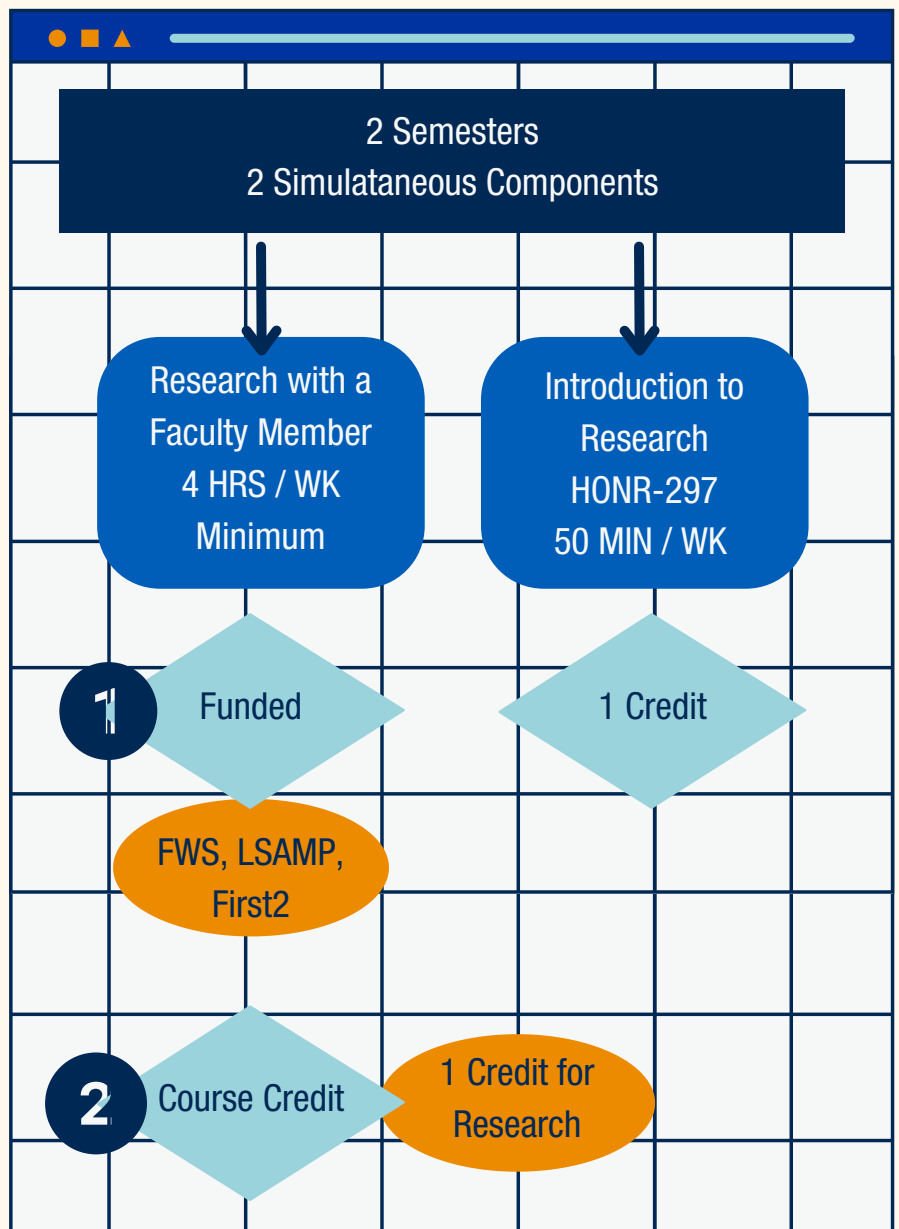 2 Semesters
2 Simulataneous Components
Research with a
Faculty Member
4 HRS / WK
Minimum
Introduction to
Research
HONR-297
50 MIN / WK
1
Funded
1 Credit
FWS, LSAMP,
First2
2
Course Credit
1 Credit for
Research